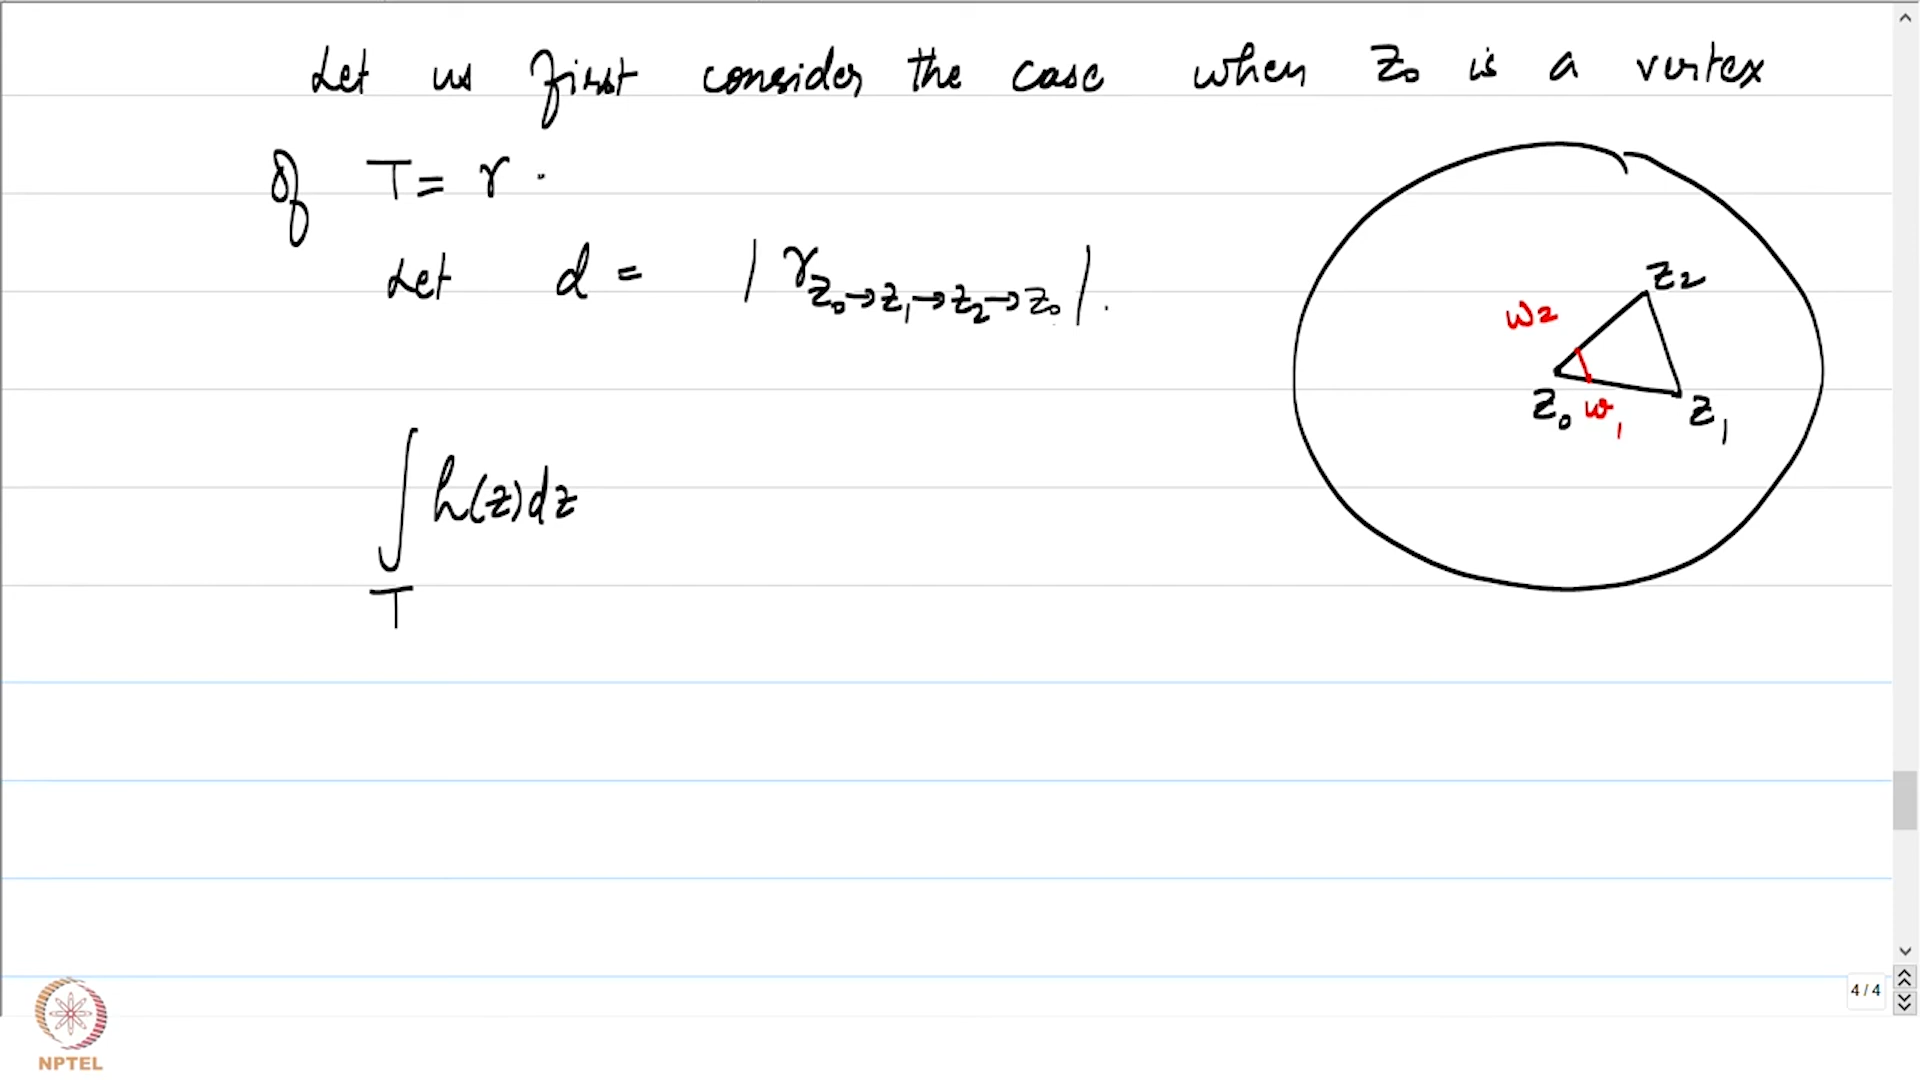 Let us first consider the case when z₀ is a vertex
of T = γ.
Let d = |γ_{z₀→z₁→z₂→z₀}|.
z₂
w₂
z₀ w₁ z₁
∫_T h(z)dz
4 / 4
NPTEL